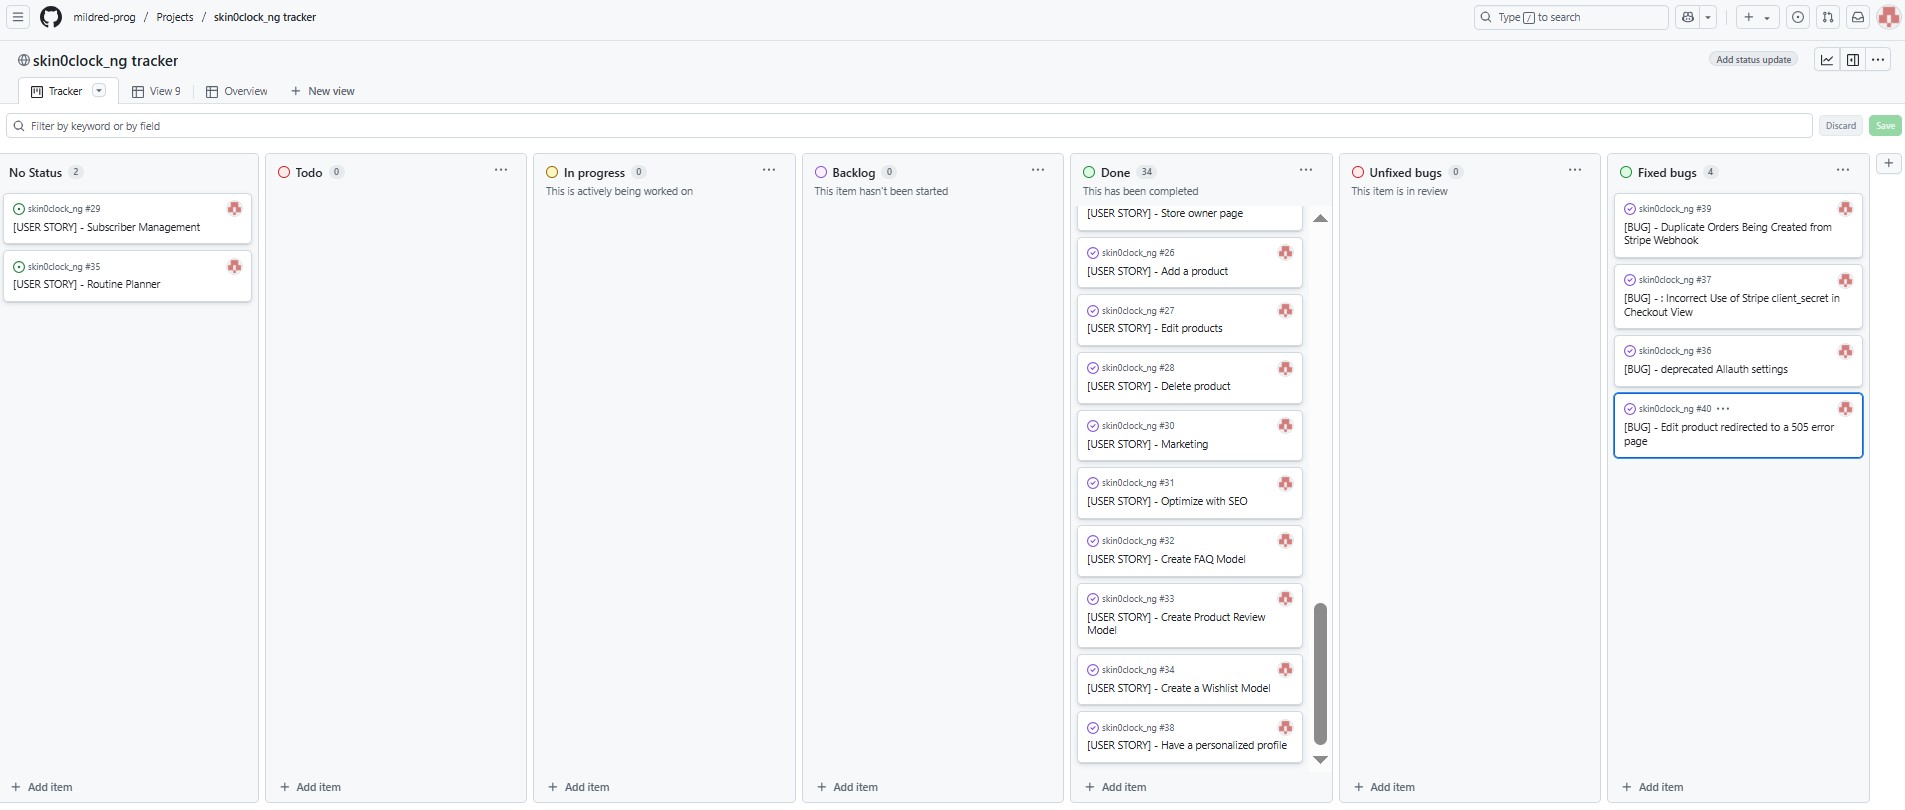 mildred-prog / Projects / skin0clock_ng tracker
Type / to search
skin0clock_ng tracker
Add status update
Tracker
View 9
Overview
New view
Filter by keyword or by field
Discard
Save
No Status 2
skin0clock_ng #29
[USER STORY] - Subscriber Management
skin0clock_ng #35
[USER STORY] - Routine Planner
Add item
Todo 0
Add item
In progress 0
This is actively being worked on
Add item
Backlog 0
This item hasn't been started
Add item
Done 34
This has been completed
[USER STORY] - Store owner page
skin0clock_ng #26
[USER STORY] - Add a product
skin0clock_ng #27
[USER STORY] - Edit products
skin0clock_ng #28
[USER STORY] - Delete product
skin0clock_ng #30
[USER STORY] - Marketing
skin0clock_ng #31
[USER STORY] - Optimize with SEO
skin0clock_ng #32
[USER STORY] - Create FAQ Model
skin0clock_ng #33
[USER STORY] - Create Product Review
Model
skin0clock_ng #34
[USER STORY] - Create a Wishlist Model
skin0clock_ng #38
[USER STORY] - Have a personalized profile
Add item
Unfixed bugs 0
This item is in review
Add item
Fixed bugs 4
skin0clock_ng #39
[BUG] - Duplicate Orders Being Created from
Stripe Webhook
skin0clock_ng #37
[BUG] - : Incorrect Use of Stripe client_secret in
Checkout View
skin0clock_ng #36
[BUG] - deprecated Allauth settings
skin0clock_ng #40
[BUG] - Edit product redirected to a 505 error
page
Add item